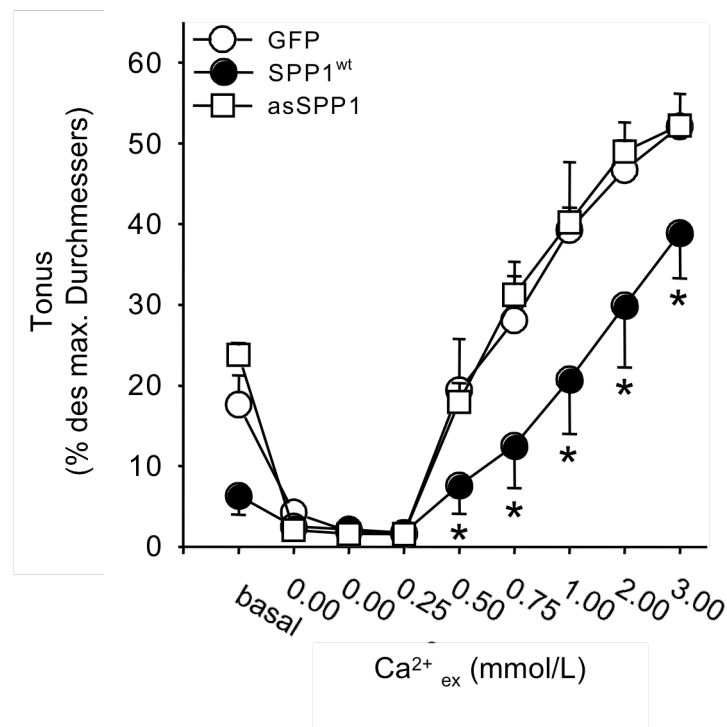 GFP
SPP1wt
asSPP1
Tonus
(% des max. Durchmessers)
60
50
40
30
20
10
0
basal 0.00 0.00 0.25 0.50 0.75 1.00 2.00 3.00
* * * * *
Ca2+ ex (mmol/L)